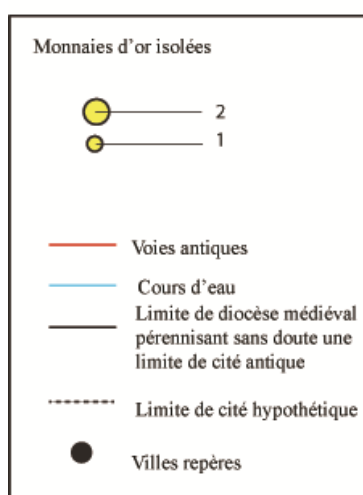 Monnaies d'or isolées
2
1
Voies antiques
Cours d'eau
Limite de diocèse médiéval
pérennisant sans doute une
limite de cité antique
Limite de cité hypothétique
Villes repères